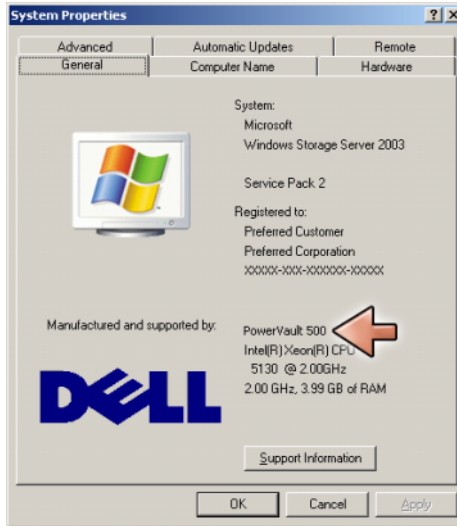 System Properties
?
Advanced
Automatic Updates
Remote
General
Computer Name
Hardware
System:
Microsoft
Windows Storage Server 2003
Service Pack 2
Registered to:
Preferred Customer
Preferred Corporation
XXXXX-XXX-XXXXXX-XXXXX
Manufactured and supported by:
DELL
PowerVault 500
Intel(R) Xeon(R) CPU
5130 @ 2.00GHz
2.00 GHz, 3.99 GB of RAM
Support Information
OK
Cancel
Apply